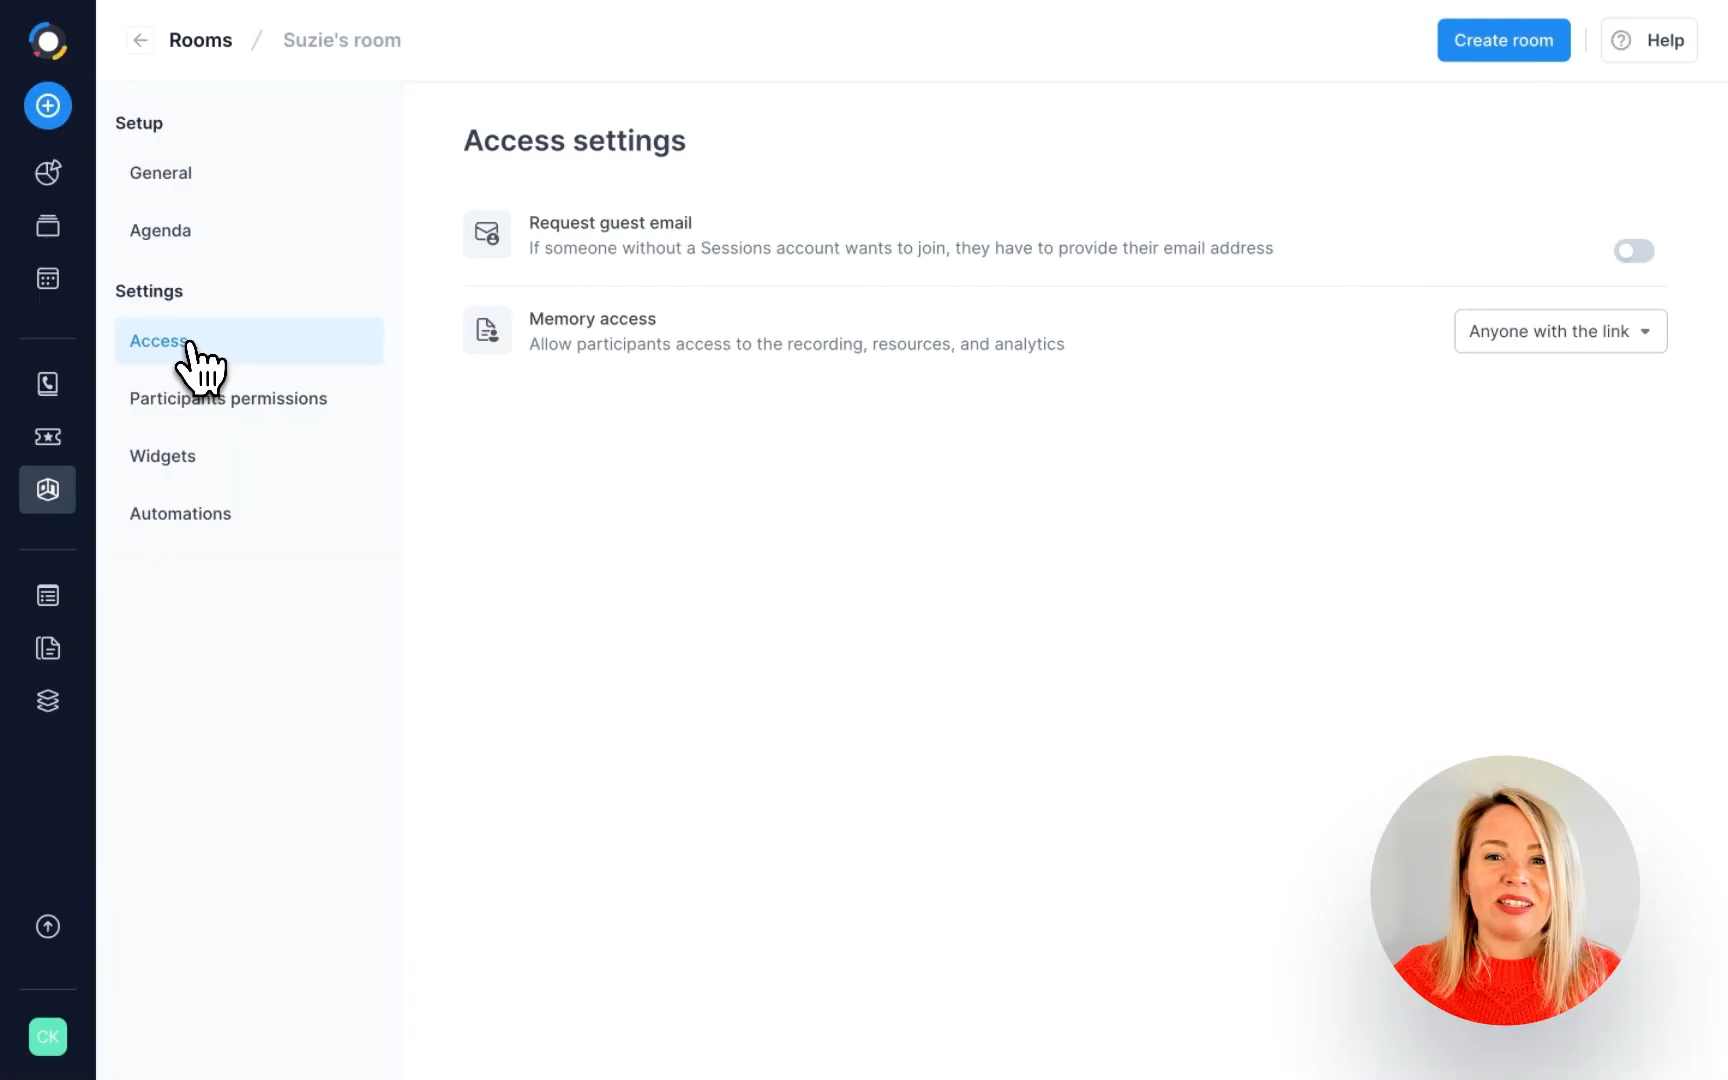 Rooms / Suzie's room
Create room
Help
Setup
General
Agenda
Settings
Access
Participants permissions
Widgets
Automations
Access settings
Request guest email
If someone without a Sessions account wants to join, they have to provide their email address
Memory access
Allow participants access to the recording, resources, and analytics
Anyone with the link
CK